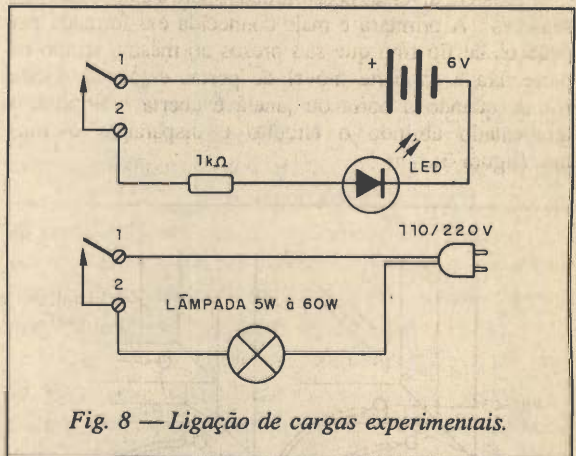 1
+ 6V
2
1kΩ
LED
1
110/220V
2
LÂMPADA 5W à 60W
Fig. 8 — Ligação de cargas experimentais.